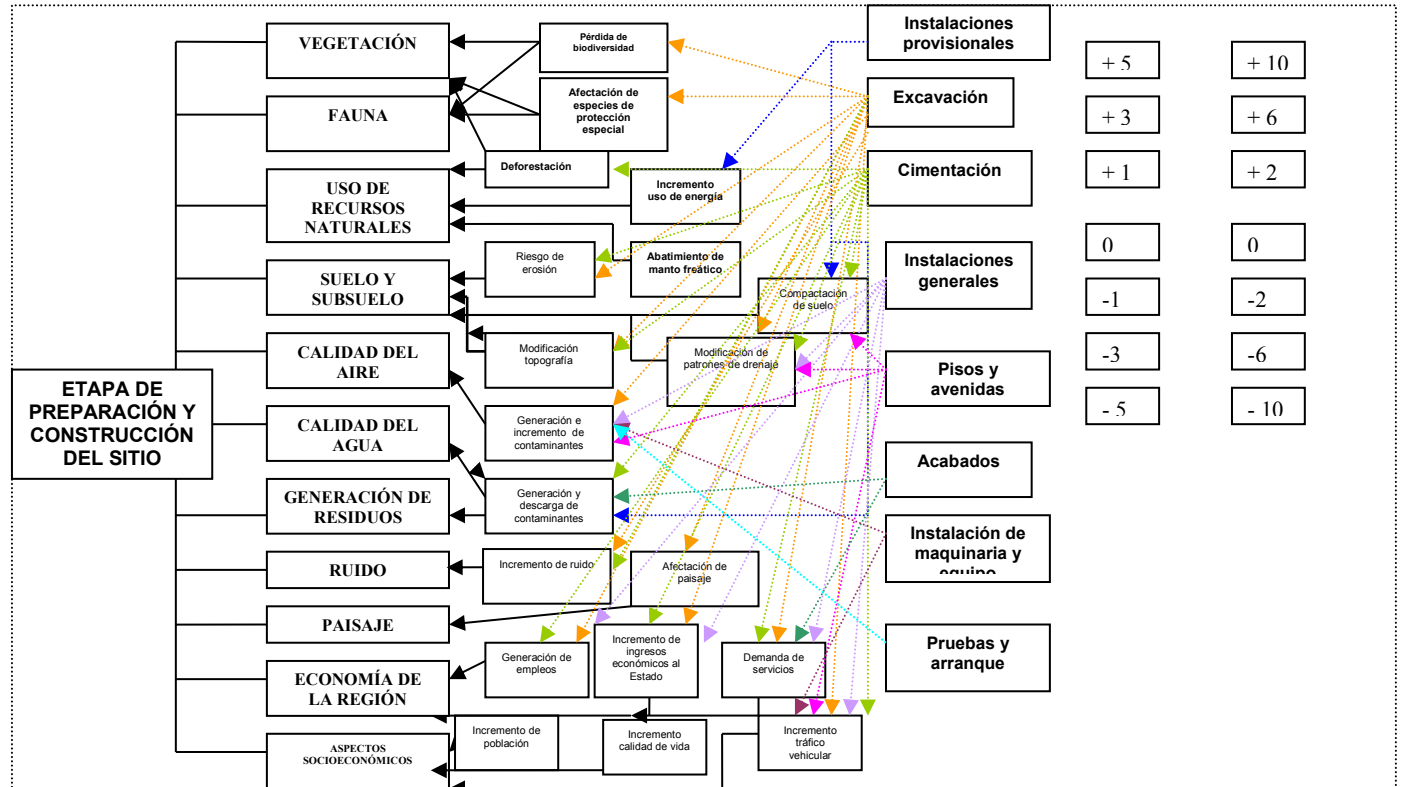 ETAPA DE
PREPARACIÓN Y
CONSTRUCCIÓN
DEL SITIO
VEGETACIÓN
FAUNA
USO DE
RECURSOS
NATURALES
SUELO Y
SUBSUELO
CALIDAD DEL
AIRE
CALIDAD DEL
AGUA
GENERACIÓN DE
RESIDUOS
RUIDO
PAISAJE
ECONOMÍA DE
LA REGIÓN
ASPECTOS
SOCIOECONÓMICOS
Pérdida de
biodiversidad
Afectación de
especies de
protección
especial
Deforestación
Incremento
uso de energía
Riesgo de
erosión
Abatimiento de
manto freático
Compactación
de suelo
Modificación
topografía
Modificación de
patrones de drenaje
Generación e
incremento de
contaminantes
Generación y
descarga de
contaminantes
Incremento de ruido
Afectación de
paisaje
Generación de
empleos
Incremento de
ingresos
económicos al
Estado
Demanda de
servicios
Incremento de
población
Incremento
calidad de vida
Incremento
tráfico
vehicular
Instalaciones
provisionales
Excavación
Cimentación
Instalaciones
generales
Pisos y
avenidas
Acabados
Instalación de
maquinaria y
equipo
Pruebas y
arranque
+ 5
+ 3
+ 1
0
-1
-3
- 5
+ 10
+ 6
+ 2
0
-2
-6
- 10